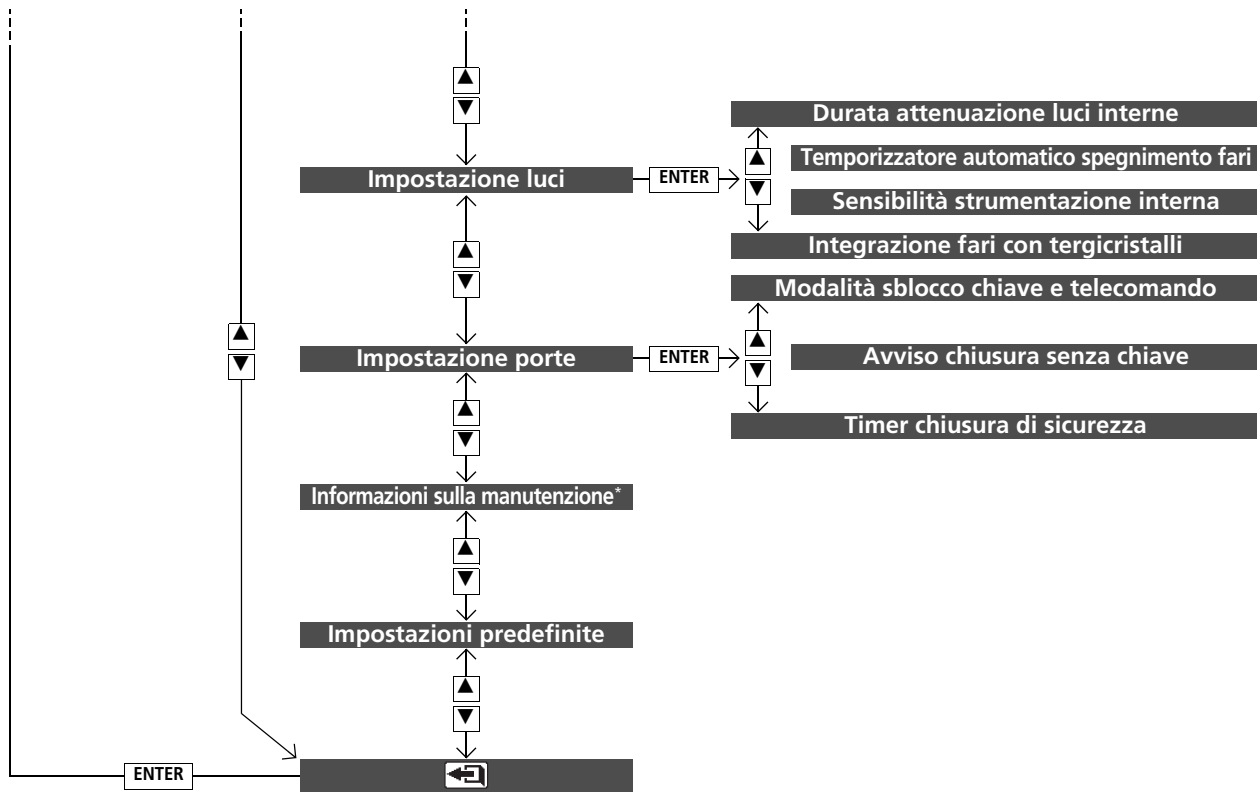 Durata attenuazione luci interne
Temporizzatore automatico spegnimento fari
Impostazione luci
ENTER
Sensibilità strumentazione interna
Integrazione fari con tergicristalli
Modalità sblocco chiave e telecomando
Impostazione porte
ENTER
Avviso chiusura senza chiave
Timer chiusura di sicurezza
Informazioni sulla manutenzione*
Impostazioni predefinite
ENTER